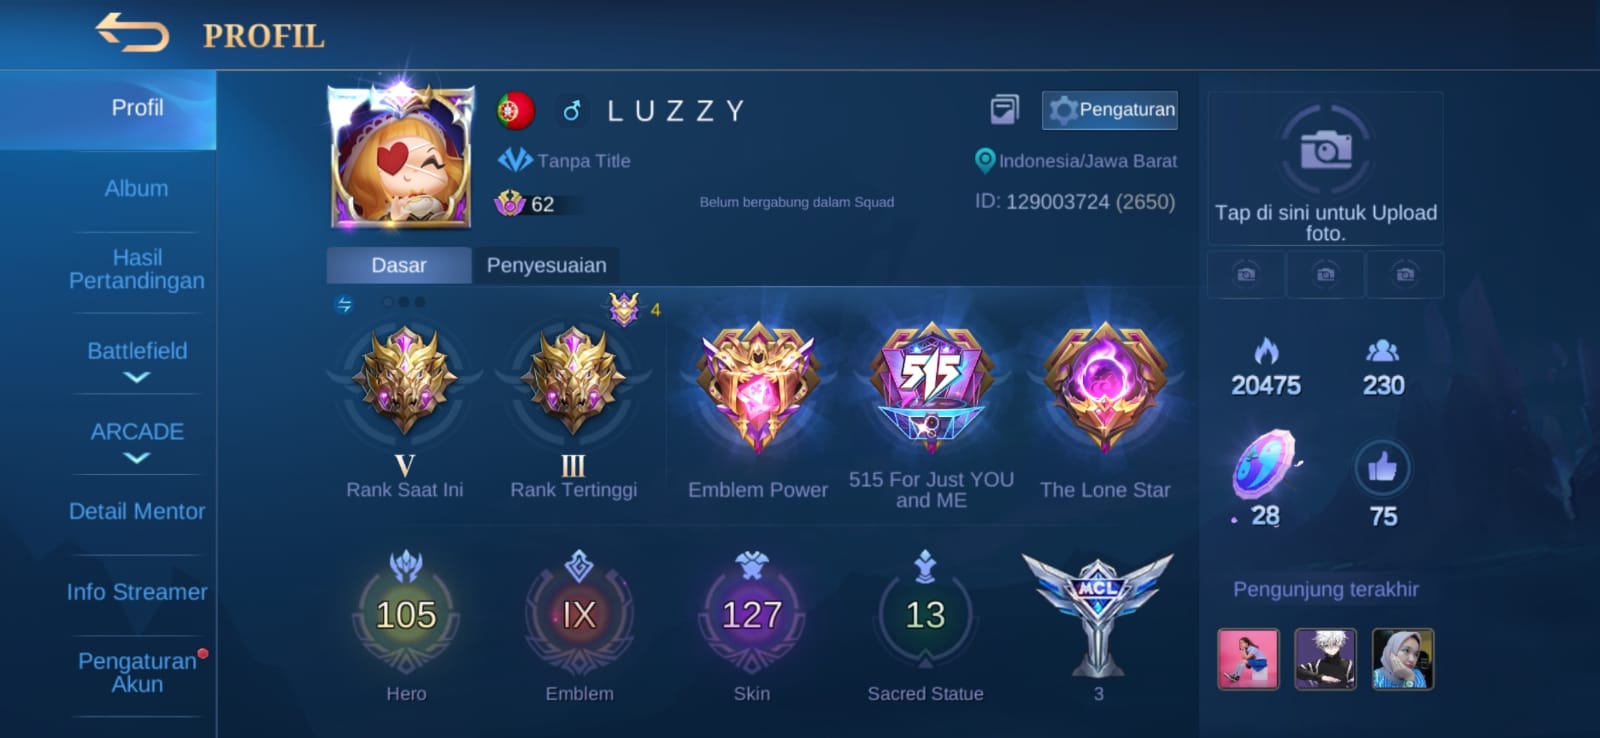 PROFIL
Profil
Album
Hasil
Pertandingan
Battlefield
ARCADE
Detail Mentor
Info Streamer
Pengaturan
Akun
L U Z Z Y
Pengaturan
Tanpa Title
Indonesia/Jawa Barat
62
Belum bergabung dalam Squad
ID: 129003724 (2650)
Dasar
Penyesuaian
4
V
Rank Saat Ini
III
Rank Tertinggi
Emblem Power
515
515 For Just YOU
and ME
The Lone Star
105
Hero
IX
Emblem
127
Skin
13
Sacred Statue
MCL
3
Tap di sini untuk Upload
foto.
20475
230
28
75
Pengunjung terakhir